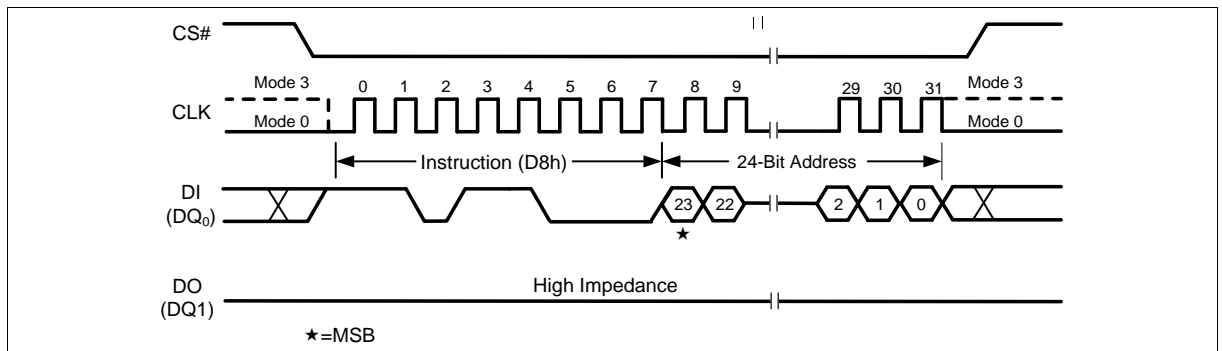 CS#
Mode 3 0 1 2 3 4 5 6 7 8 9 29 30 31 Mode 3
CLK
Mode 0 Mode 0
Instruction (D8h) 24-Bit Address
DI
(DQ₀) 23 22 2 1 0
★
DO
(DQ1)
High Impedance
★=MSB